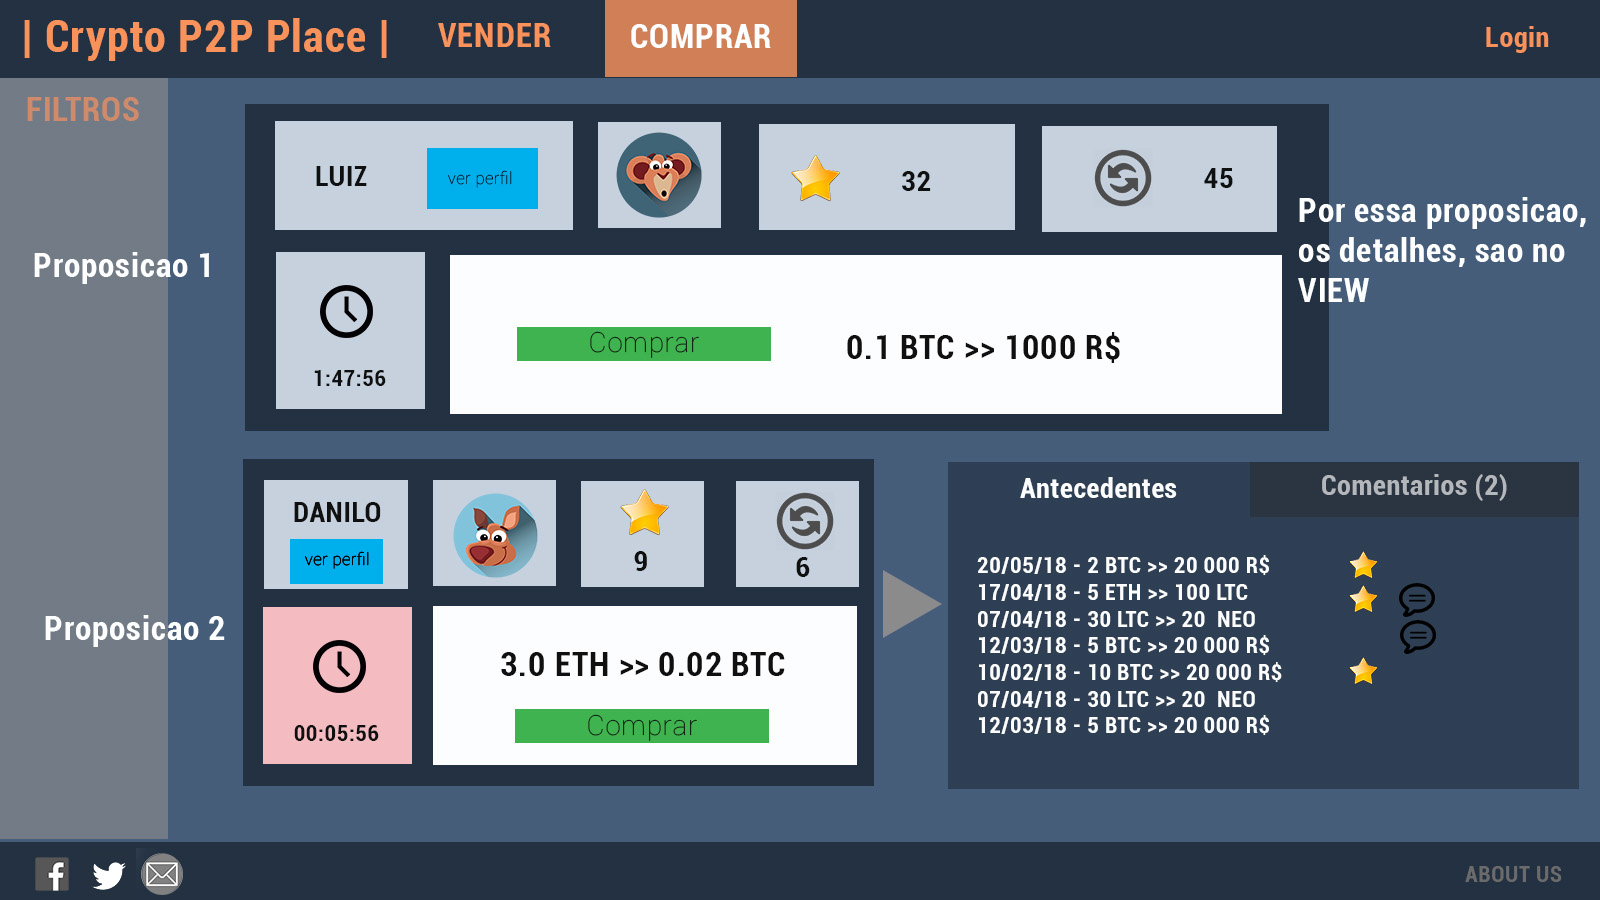 | Crypto P2P Place |
VENDER
COMPRAR
Login
FILTROS
LUIZ
ver perfil
32
45
Proposicao 1
Por essa proposicao,
os detalhes, sao no
VIEW
1:47:56
Comprar
0.1 BTC >> 1000 R$
DANILO
ver perfil
9
6
Proposicao 2
00:05:56
3.0 ETH >> 0.02 BTC
Comprar
Antecedentes
Comentarios (2)
20/05/18 - 2 BTC >> 20 000 R$
17/04/18 - 5 ETH >> 100 LTC
07/04/18 - 30 LTC >> 20  NEO
12/03/18 - 5 BTC >> 20 000 R$
10/02/18 - 10 BTC >> 20 000 R$
07/04/18 - 30 LTC >> 20  NEO
12/03/18 - 5 BTC >> 20 000 R$
ABOUT US